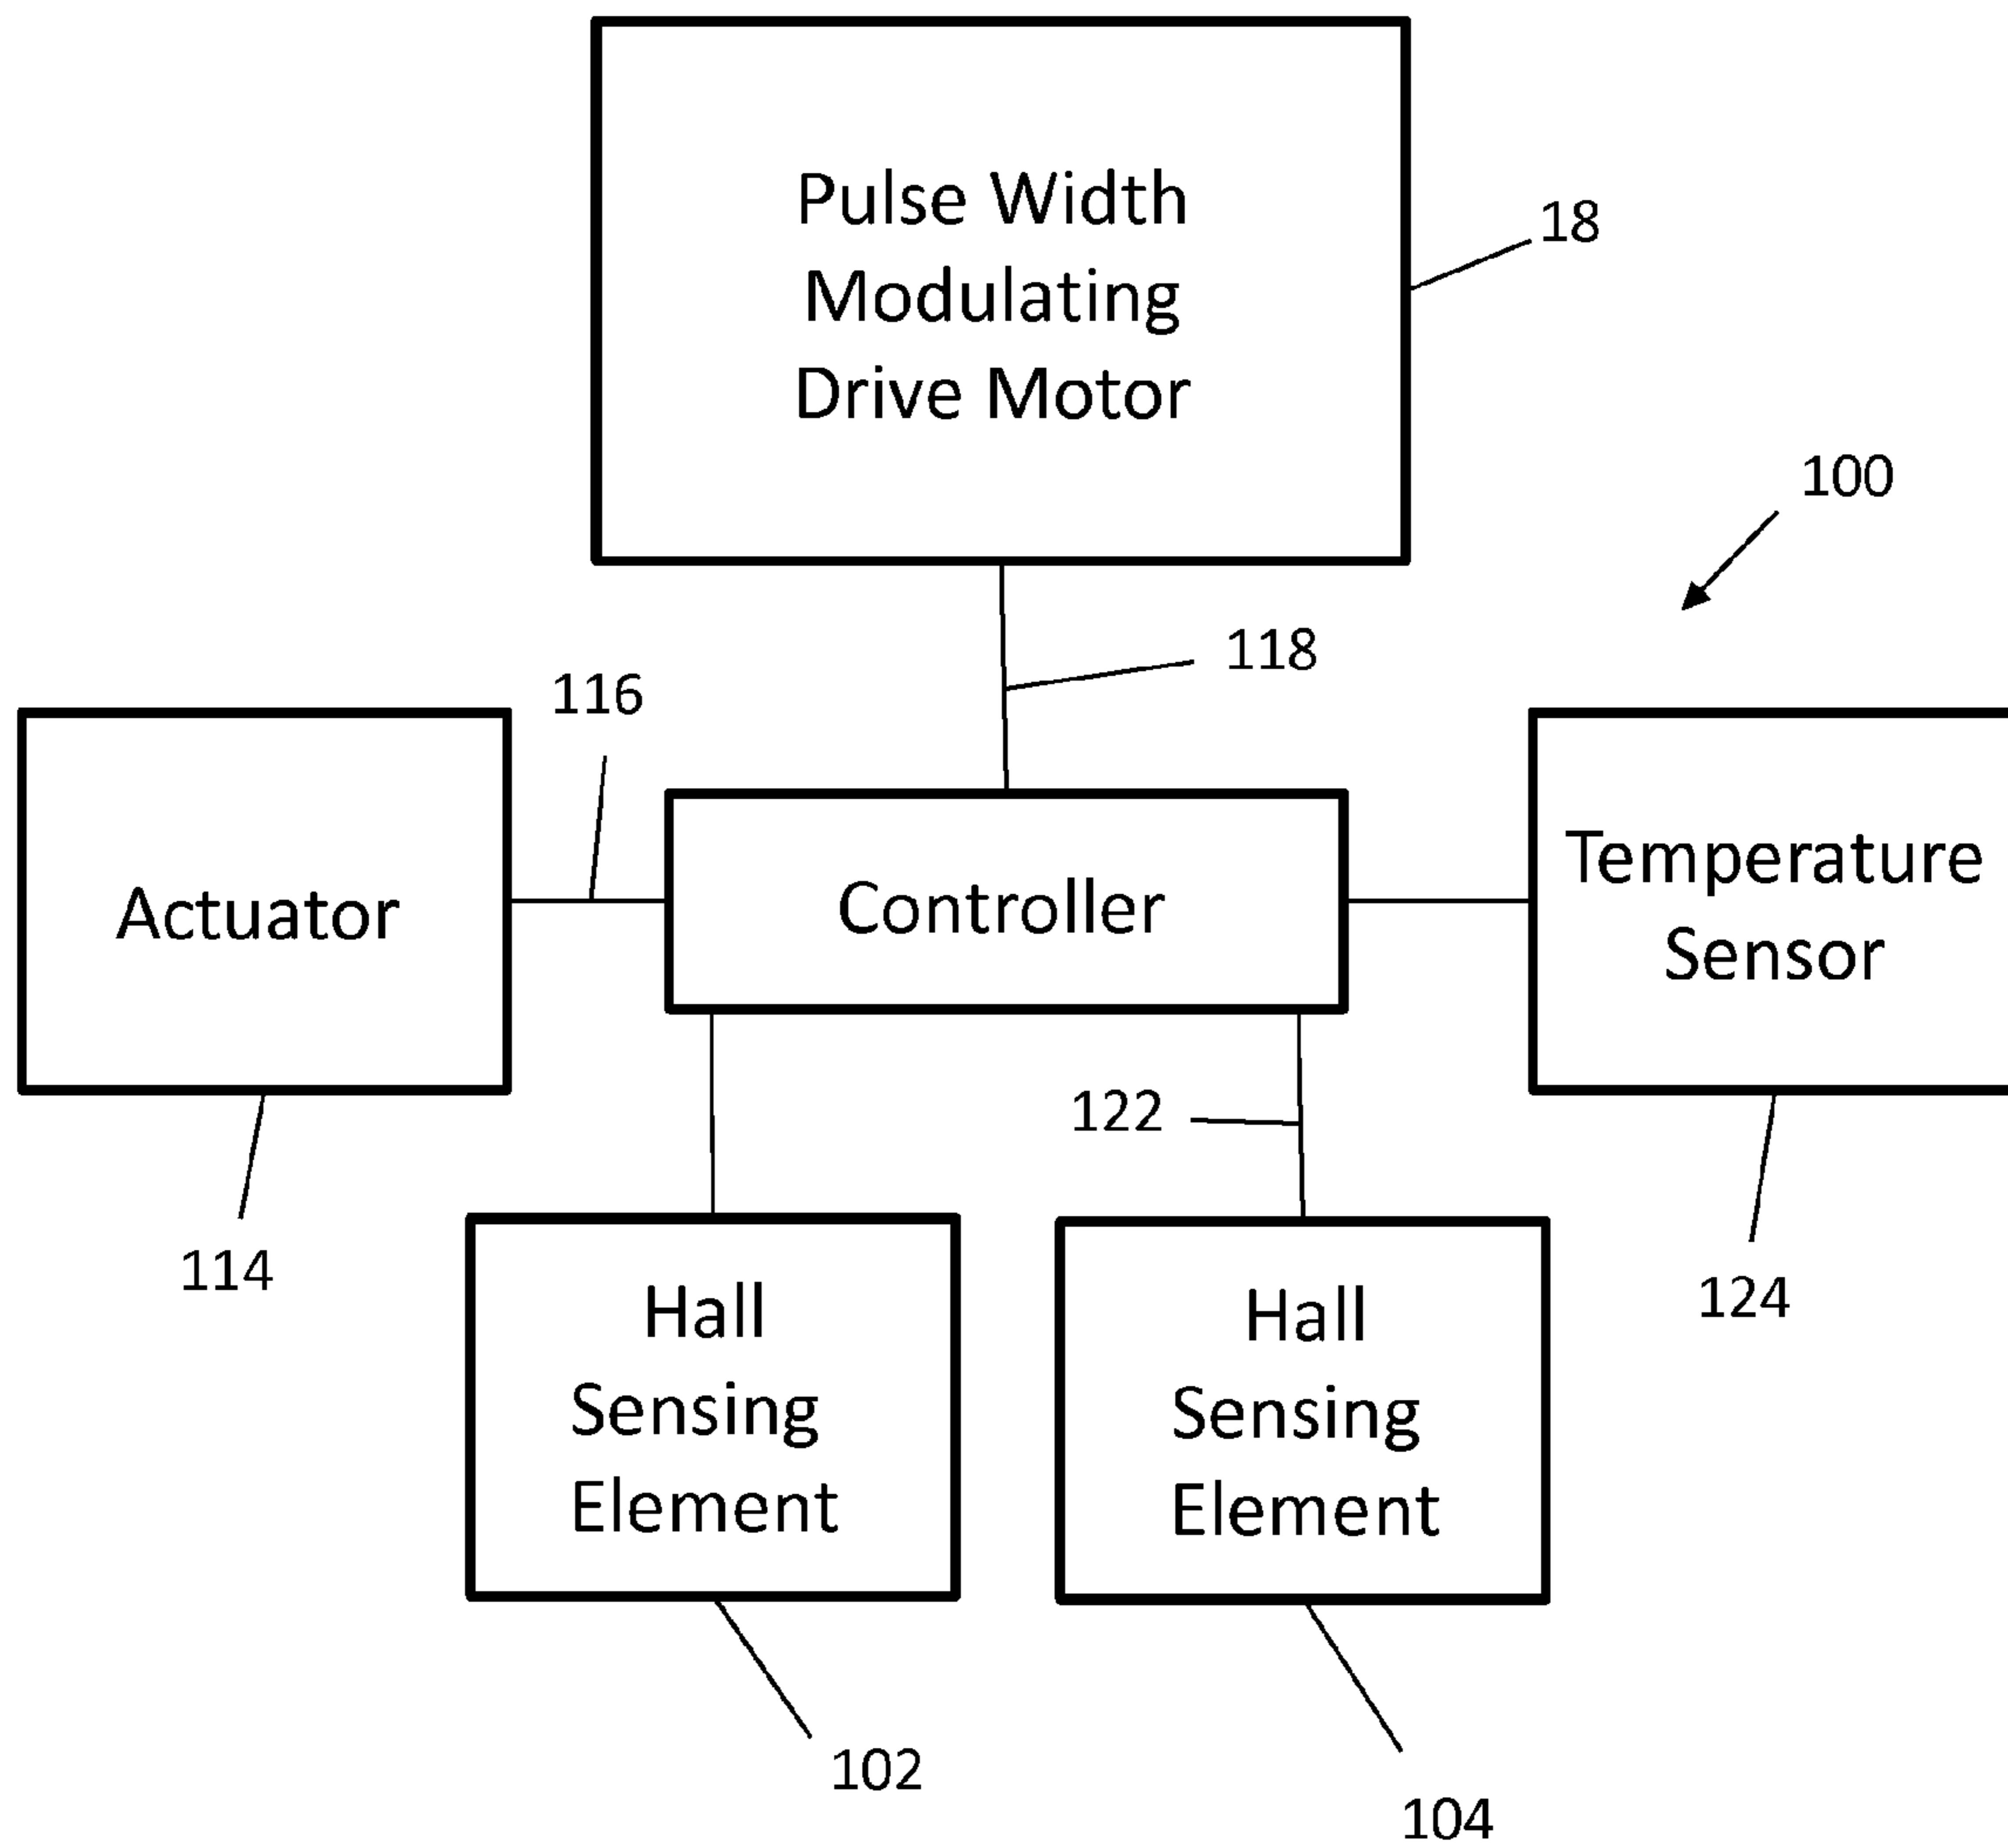 Pulse Width
Modulating
Drive Motor
18
100
118
116
Actuator
Controller
Temperature
Sensor
122
114
124
Hall
Sensing
Element
Hall
Sensing
Element
102
104